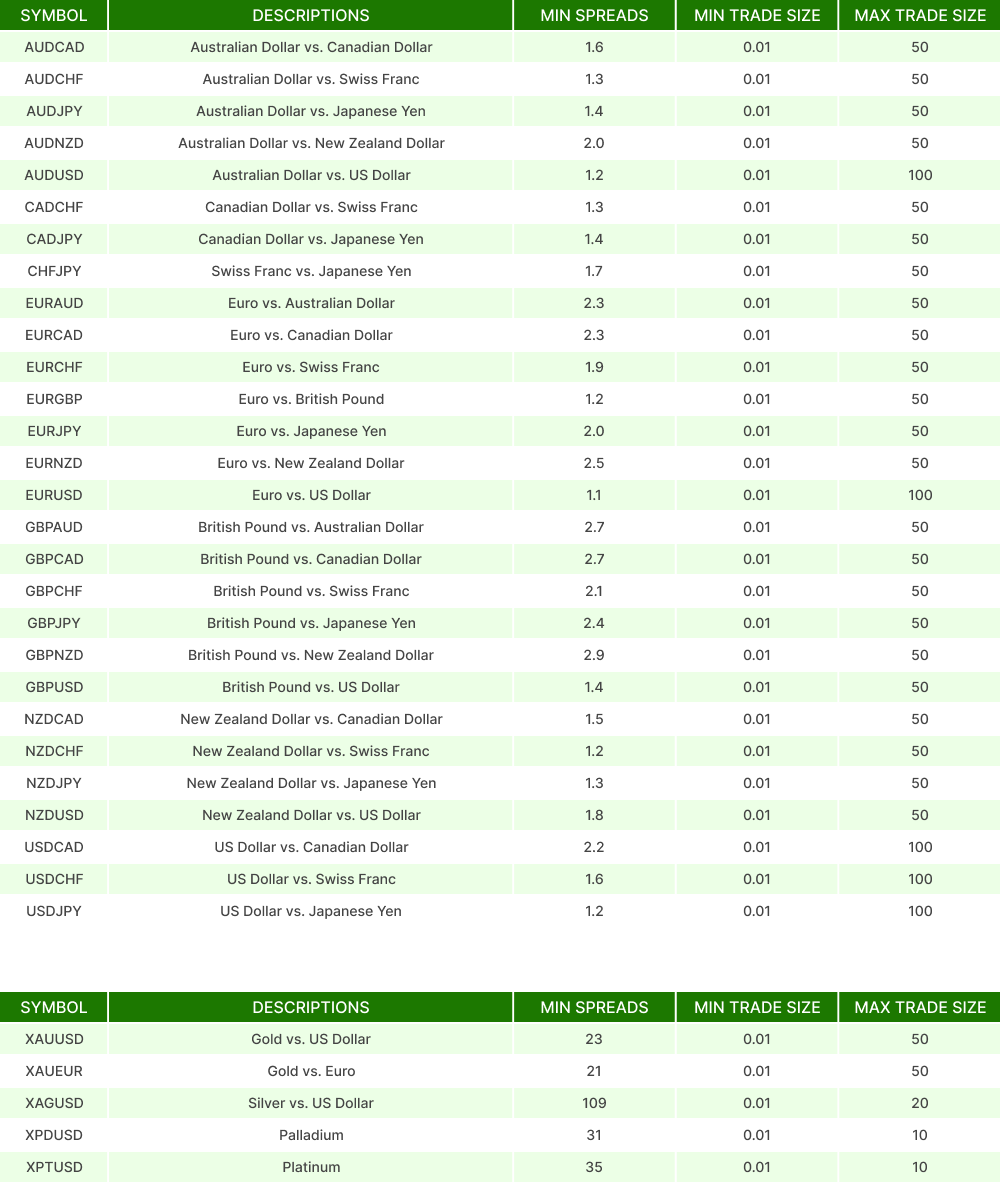 SYMBOL DESCRIPTIONS MIN SPREADS MIN TRADE SIZE MAX TRADE SIZE
AUDCAD Australian Dollar vs. Canadian Dollar 1.6 0.01 50
AUDCHF Australian Dollar vs. Swiss Franc 1.3 0.01 50
AUDJPY Australian Dollar vs. Japanese Yen 1.4 0.01 50
AUDNZD Australian Dollar vs. New Zealand Dollar 2.0 0.01 50
AUDUSD Australian Dollar vs. US Dollar 1.2 0.01 100
CADCHF Canadian Dollar vs. Swiss Franc 1.3 0.01 50
CADJPY Canadian Dollar vs. Japanese Yen 1.4 0.01 50
CHFJPY Swiss Franc vs. Japanese Yen 1.7 0.01 50
EURAUD Euro vs. Australian Dollar 2.3 0.01 50
EURCAD Euro vs. Canadian Dollar 2.3 0.01 50
EURCHF Euro vs. Swiss Franc 1.9 0.01 50
EURGBP Euro vs. British Pound 1.2 0.01 50
EURJPY Euro vs. Japanese Yen 2.0 0.01 50
EURNZD Euro vs. New Zealand Dollar 2.5 0.01 50
EURUSD Euro vs. US Dollar 1.1 0.01 100
GBPAUD British Pound vs. Australian Dollar 2.7 0.01 50
GBPCAD British Pound vs. Canadian Dollar 2.7 0.01 50
GBPCHF British Pound vs. Swiss Franc 2.1 0.01 50
GBPJPY British Pound vs. Japanese Yen 2.4 0.01 50
GBPNZD British Pound vs. New Zealand Dollar 2.9 0.01 50
GBPUSD British Pound vs. US Dollar 1.4 0.01 50
NZDCAD New Zealand Dollar vs. Canadian Dollar 1.5 0.01 50
NZDCHF New Zealand Dollar vs. Swiss Franc 1.2 0.01 50
NZDJPY New Zealand Dollar vs. Japanese Yen 1.3 0.01 50
NZDUSD New Zealand Dollar vs. US Dollar 1.8 0.01 50
USDCAD US Dollar vs. Canadian Dollar 2.2 0.01 100
USDCHF US Dollar vs. Swiss Franc 1.6 0.01 100
USDJPY US Dollar vs. Japanese Yen 1.2 0.01 100
SYMBOL DESCRIPTIONS MIN SPREADS MIN TRADE SIZE MAX TRADE SIZE
XAUUSD Gold vs. US Dollar 23 0.01 50
XAUEUR Gold vs. Euro 21 0.01 50
XAGUSD Silver vs. US Dollar 109 0.01 20
XPDUSD Palladium 31 0.01 10
XPTUSD Platinum 35 0.01 10